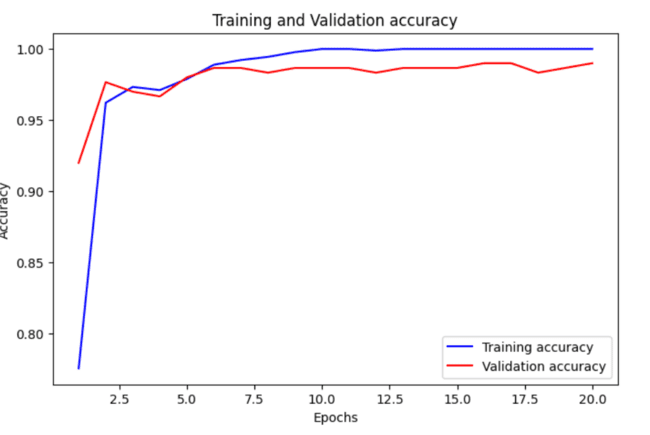 Training and Validation accuracy
1.00
0.95
0.90
0.85
0.80
Accuracy
Training accuracy
Validation accuracy
2.5 5.0 7.5 10.0 12.5 15.0 17.5 20.0
Epochs